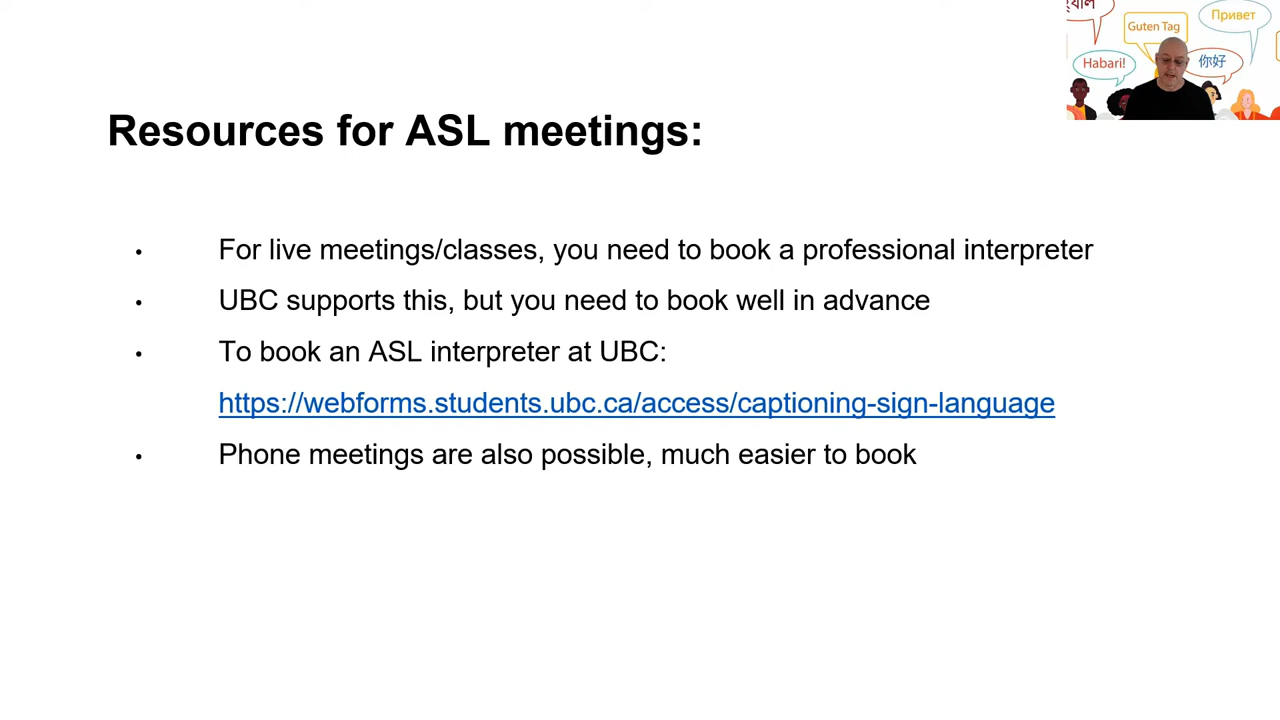 Guten Tag
Привет
Habari!
你好
Resources for ASL meetings:
• For live meetings/classes, you need to book a professional interpreter
• UBC supports this, but you need to book well in advance
• To book an ASL interpreter at UBC:
https://webforms.students.ubc.ca/access/captioning-sign-language
• Phone meetings are also possible, much easier to book